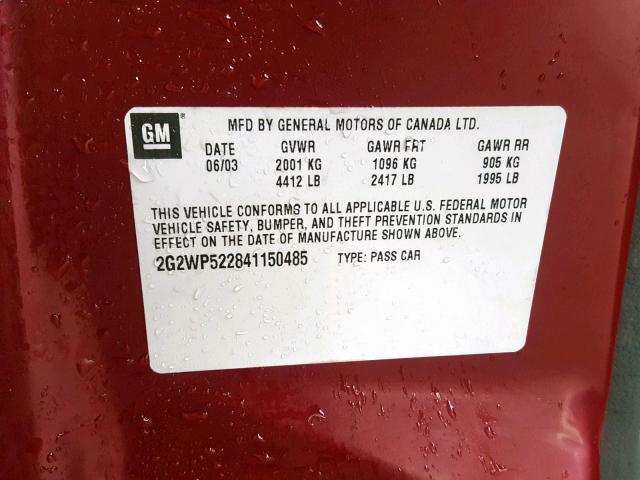 GM ®
MFD BY GENERAL MOTORS OF CANADA LTD.
DATE GVWR GAWR FRT GAWR RR
06/03 2001 KG 1096 KG 905 KG
4412 LB 2417 LB 1995 LB
THIS VEHICLE CONFORMS TO ALL APPLICABLE U.S. FEDERAL MOTOR
VEHICLE SAFETY, BUMPER, AND THEFT PREVENTION STANDARDS IN
EFFECT ON THE DATE OF MANUFACTURE SHOWN ABOVE.
2G2WP522841150485 TYPE: PASS CAR